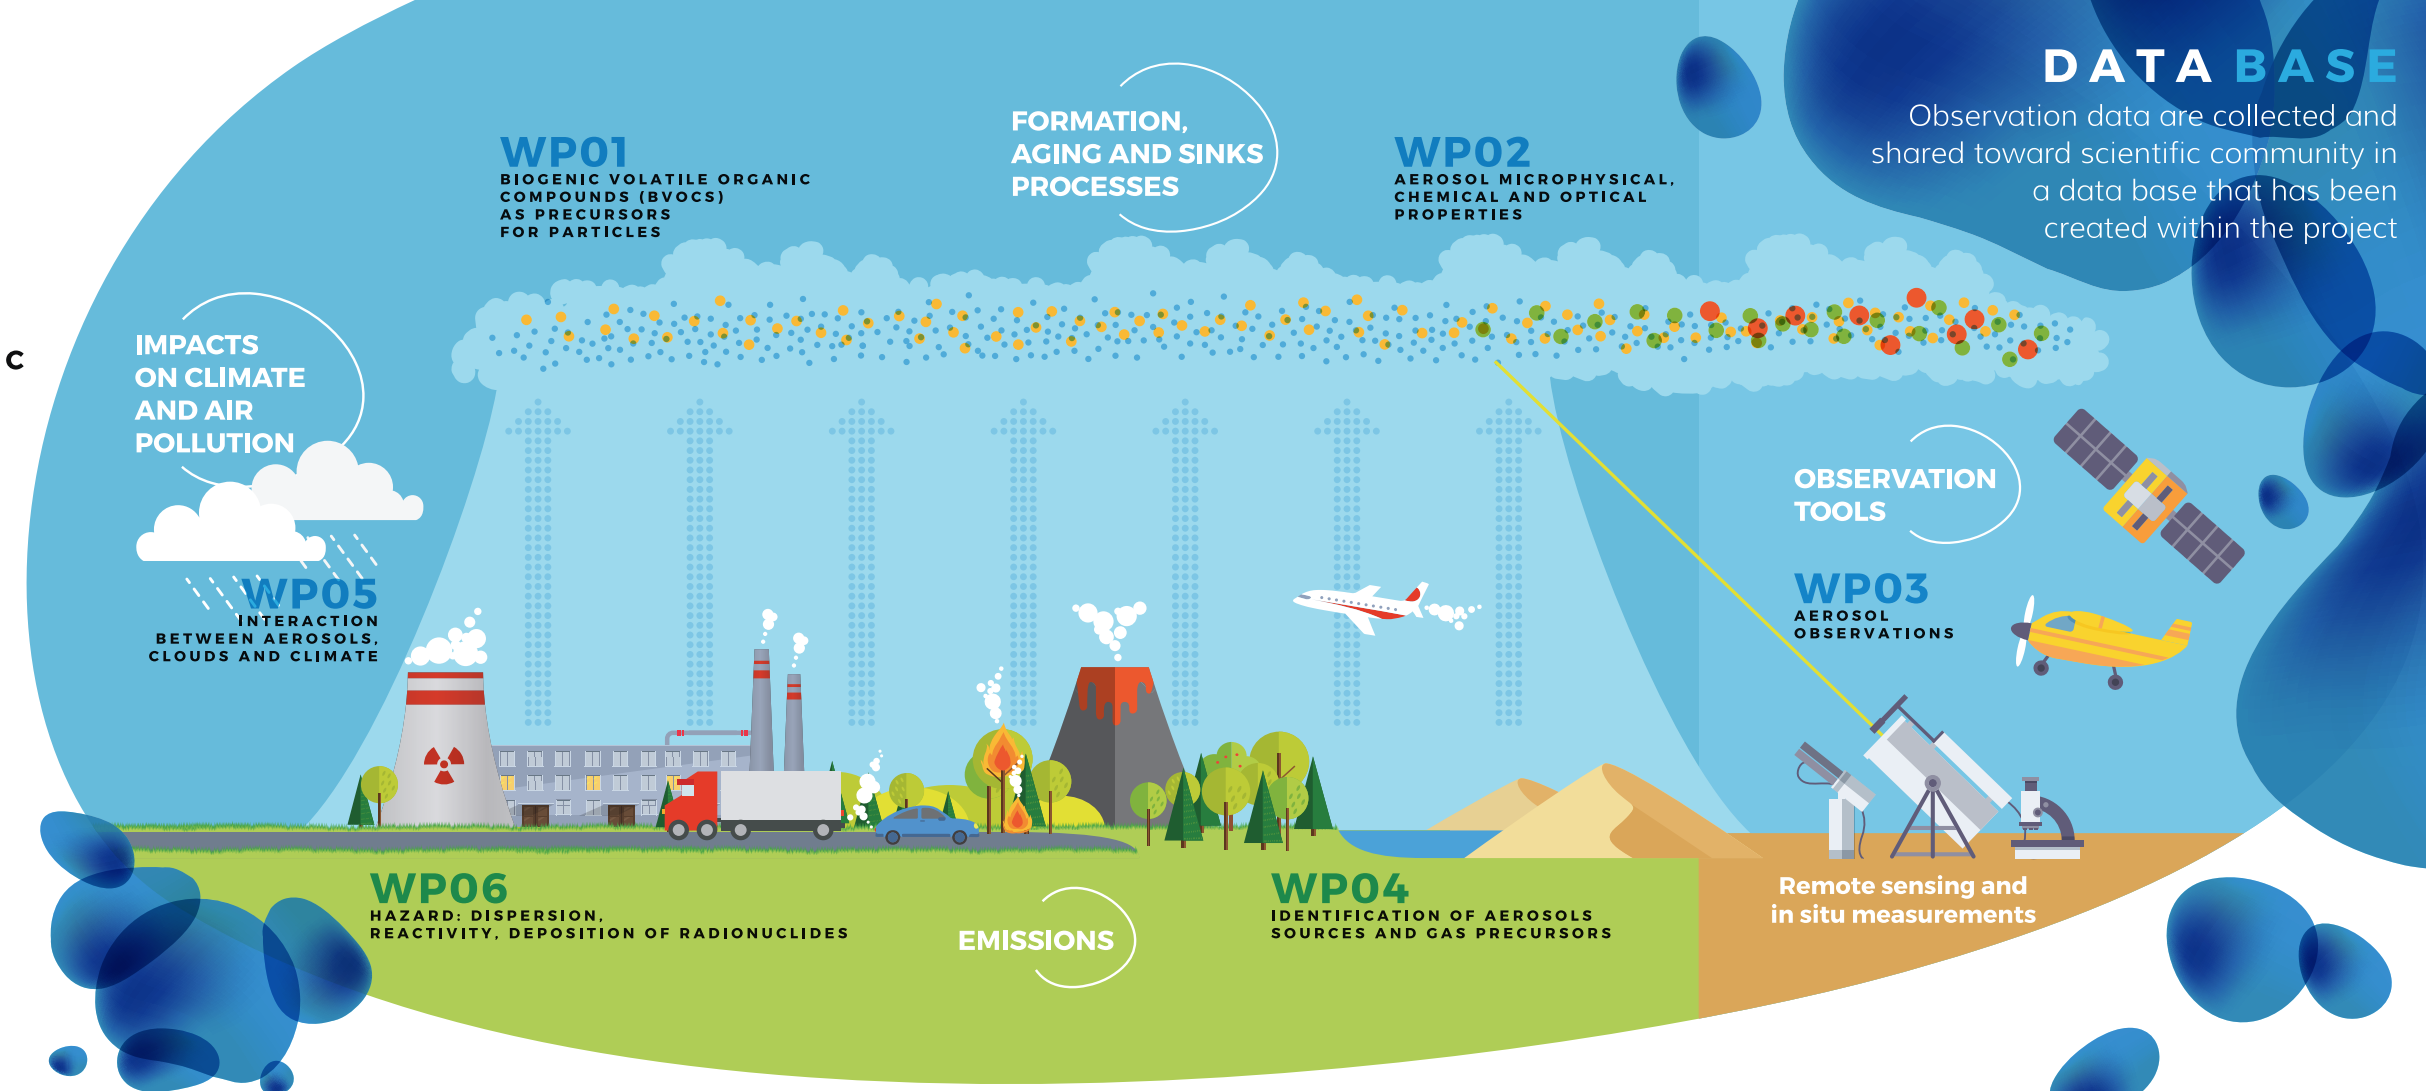 DATA BASE
Observation data are collected and
shared toward scientific community in
a data base that has been
created within the project
FORMATION,
AGING AND SINKS
PROCESSES
WP01
BIOGENIC VOLATILE ORGANIC
COMPOUNDS (BVOCS)
AS PRECURSORS
FOR PARTICLES
WP02
AEROSOL MICROPHYSICAL,
CHEMICAL AND OPTICAL
PROPERTIES
C
IMPACTS
ON CLIMATE
AND AIR
POLLUTION
WP05
INTERACTION
BETWEEN AEROSOLS,
CLOUDS AND CLIMATE
OBSERVATION
TOOLS
WP03
AEROSOL
OBSERVATIONS
WP06
HAZARD: DISPERSION,
REACTIVITY, DEPOSITION OF RADIONUCLIDES
EMISSIONS
WP04
IDENTIFICATION OF AEROSOLS
SOURCES AND GAS PRECURSORS
Remote sensing and
in situ measurements